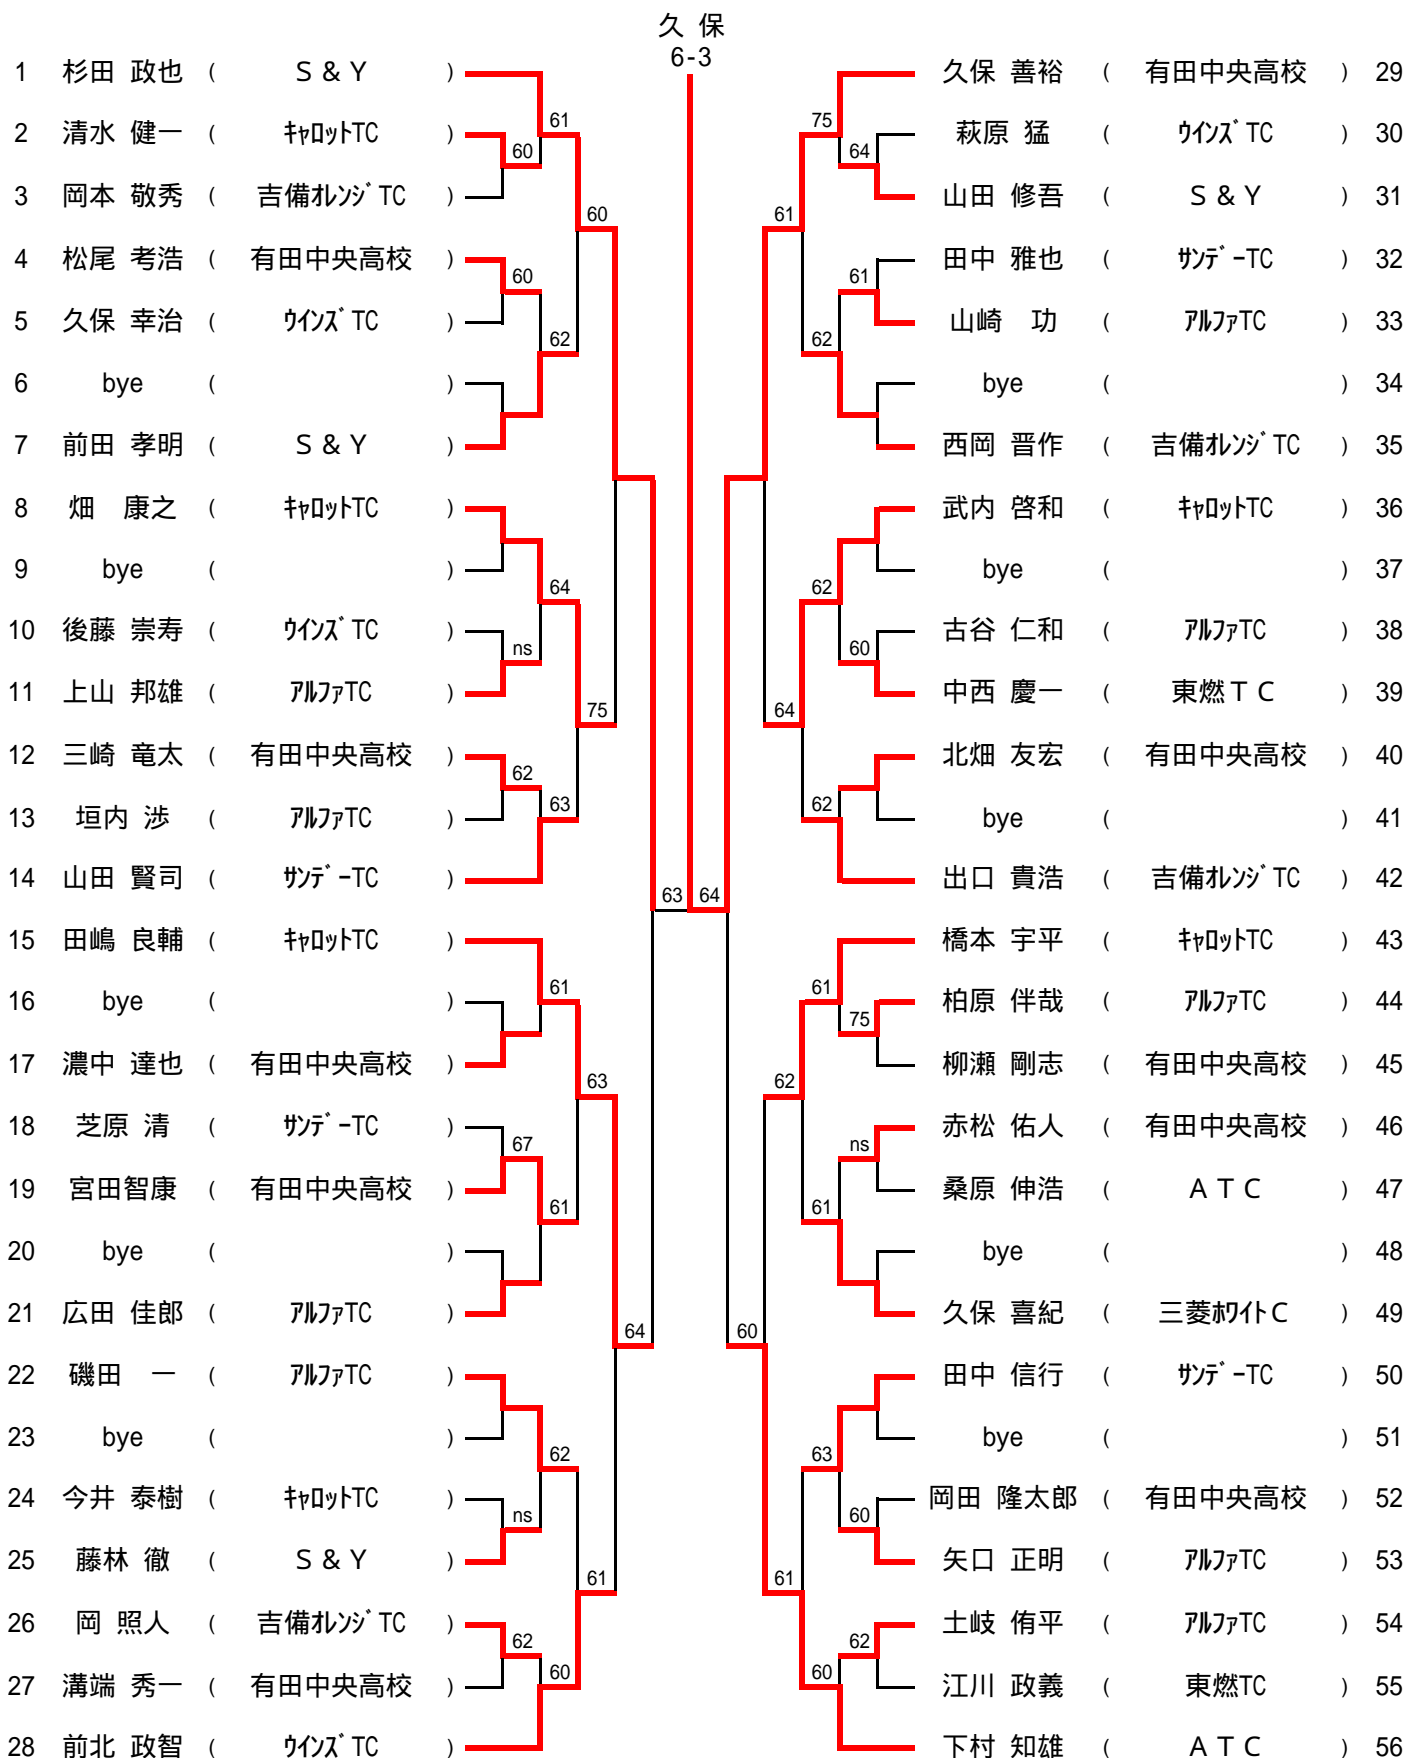 久 保
6-3
1 杉田 政也 ( S & Y )
61
2 清水 健一 ( ｷｬﾛｯﾄTC )
60
3 岡本 敬秀 ( 吉備ｵﾚﾝｼﾞTC )
60
4 松尾 考浩 ( 有田中央高校 )
60
5 久保 幸治 ( ｳｲﾝｽﾞTC )
62
6 bye ( )
7 前田 孝明 ( S & Y )
8 畑 康之 ( ｷｬﾛｯﾄTC )
9 bye ( )
64
10 後藤 崇寿 ( ｳｲﾝｽﾞTC )
ns
11 上山 邦雄 ( ｱﾙﾌｧTC )
75
12 三崎 竜太 ( 有田中央高校 )
62
13 垣内 渉 ( ｱﾙﾌｧTC )
63
14 山田 賢司 ( ｻﾝﾃﾞｰTC )
63
15 田嶋 良輔 ( ｷｬﾛｯﾄTC )
61
16 bye ( )
17 濃中 達也 ( 有田中央高校 )
63
18 芝原 清 ( ｻﾝﾃﾞｰTC )
67
19 宮田智康 ( 有田中央高校 )
61
20 bye ( )
21 広田 佳郎 ( ｱﾙﾌｧTC )
64
22 磯田 一 ( ｱﾙﾌｧTC )
23 bye ( )
62
24 今井 泰樹 ( ｷｬﾛｯﾄTC )
ns
25 藤林 徹 ( S & Y )
61
26 岡 照人 ( 吉備ｵﾚﾝｼﾞTC )
62
27 溝端 秀一 ( 有田中央高校 )
60
28 前北 政智 ( ｳｲﾝｽﾞTC )
久保 善裕 ( 有田中央高校 ) 29
75
萩原 猛 ( ｳｲﾝｽﾞTC ) 30
64
山田 修吾 ( S & Y ) 31
61
田中 雅也 ( ｻﾝﾃﾞｰTC ) 32
61
山崎 功 ( ｱﾙﾌｧTC ) 33
62
bye ( ) 34
西岡 晋作 ( 吉備ｵﾚﾝｼﾞTC ) 35
武内 啓和 ( ｷｬﾛｯﾄTC ) 36
bye ( ) 37
62
古谷 仁和 ( ｱﾙﾌｧTC ) 38
60
中西 慶一 ( 東燃ＴＣ ) 39
64
北畑 友宏 ( 有田中央高校 ) 40
bye ( ) 41
62
出口 貴浩 ( 吉備ｵﾚﾝｼﾞTC ) 42
64
橋本 宇平 ( ｷｬﾛｯﾄTC ) 43
61
柏原 伴哉 ( ｱﾙﾌｧTC ) 44
75
柳瀬 剛志 ( 有田中央高校 ) 45
62
赤松 佑人 ( 有田中央高校 ) 46
ns
桑原 伸浩 ( ＡＴＣ ) 47
61
bye ( ) 48
久保 喜紀 ( 三菱ﾎﾜｲﾄC ) 49
60
田中 信行 ( ｻﾝﾃﾞｰTC ) 50
bye ( ) 51
63
岡田 隆太郎 ( 有田中央高校 ) 52
60
矢口 正明 ( ｱﾙﾌｧTC ) 53
61
土岐 侑平 ( ｱﾙﾌｧTC ) 54
62
江川 政義 ( 東燃TC ) 55
60
下村 知雄 ( ＡＴＣ ) 56